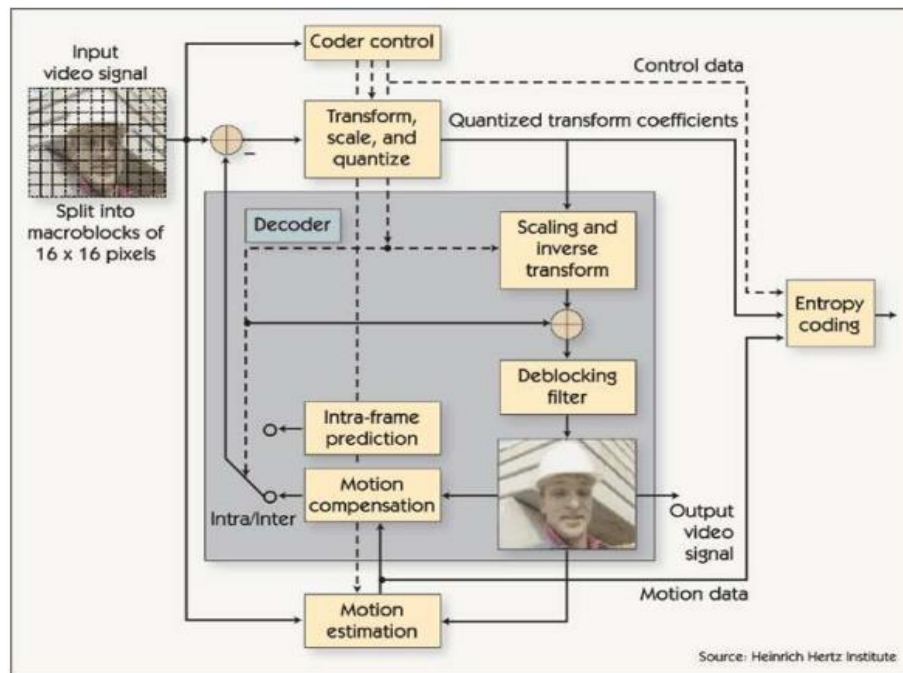 Input
video signal
Split into
macroblocks of
16 x 16 pixels
Coder control
Control data
Transform,
scale, and
quantize
Quantized transform coefficients
Decoder
Scaling and
inverse
transform
Entropy
coding
Deblocking
filter
Intra-frame
prediction
Motion
compensation
Intra/Inter
Output
video
signal
Motion data
Motion
estimation
Source: Heinrich Hertz Institute